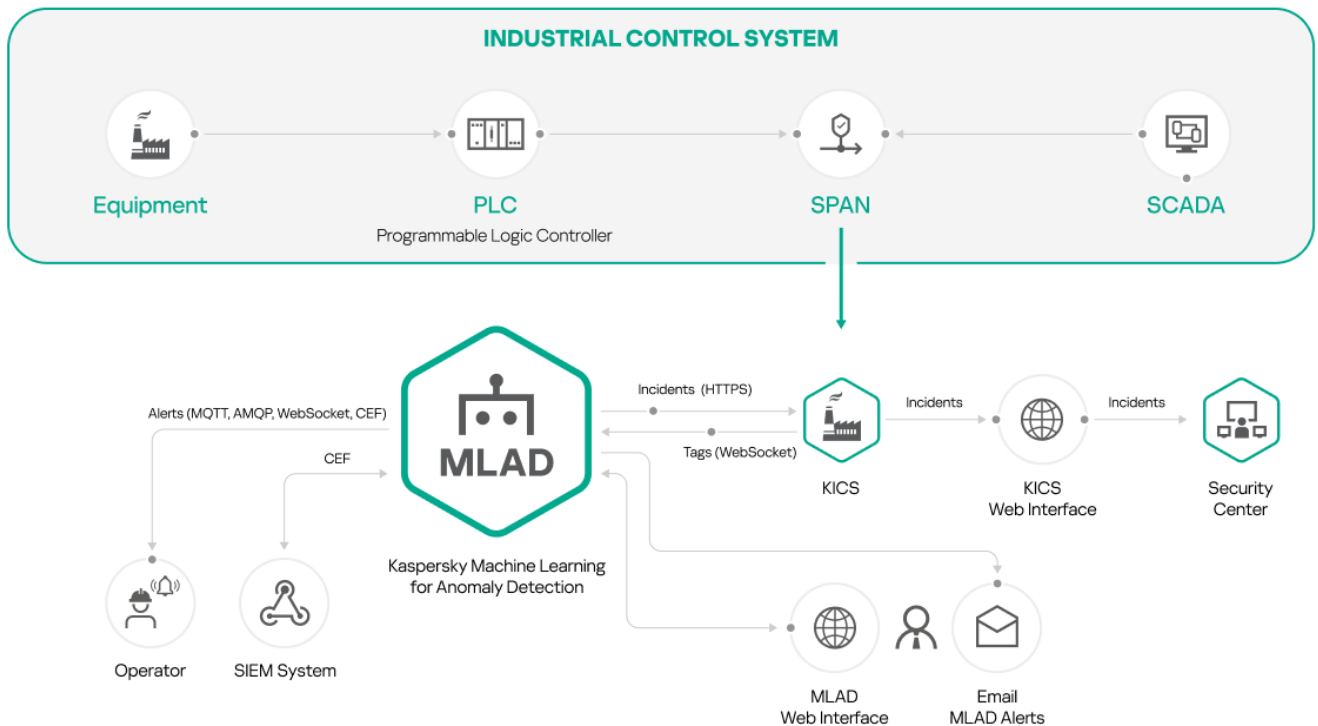 INDUSTRIAL CONTROL SYSTEM
Equipment
PLC
Programmable Logic Controller
SPAN
SCADA
Alerts (MQTT, AMQP, WebSocket, CEF)
CEF
MLAD
Kaspersky Machine Learning
for Anomaly Detection
Incidents (HTTPS)
Tags (WebSocket)
KICS
Incidents
KICS
Web Interface
Incidents
Security
Center
Operator
SIEM System
MLAD
Web Interface
Email
MLAD Alerts